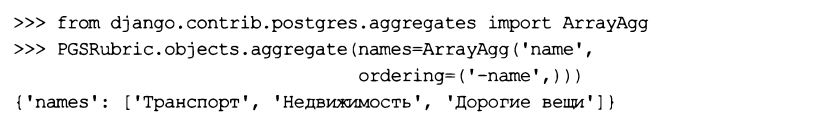 >>> from django.contrib.postgres.aggregates import ArrayAgg
>>> PGSRubric.objects.aggregate(names=ArrayAgg('name',
                                ordering=('-name',)))
{'names': ['Транспорт', 'Недвижимость', 'Дорогие вещи']}